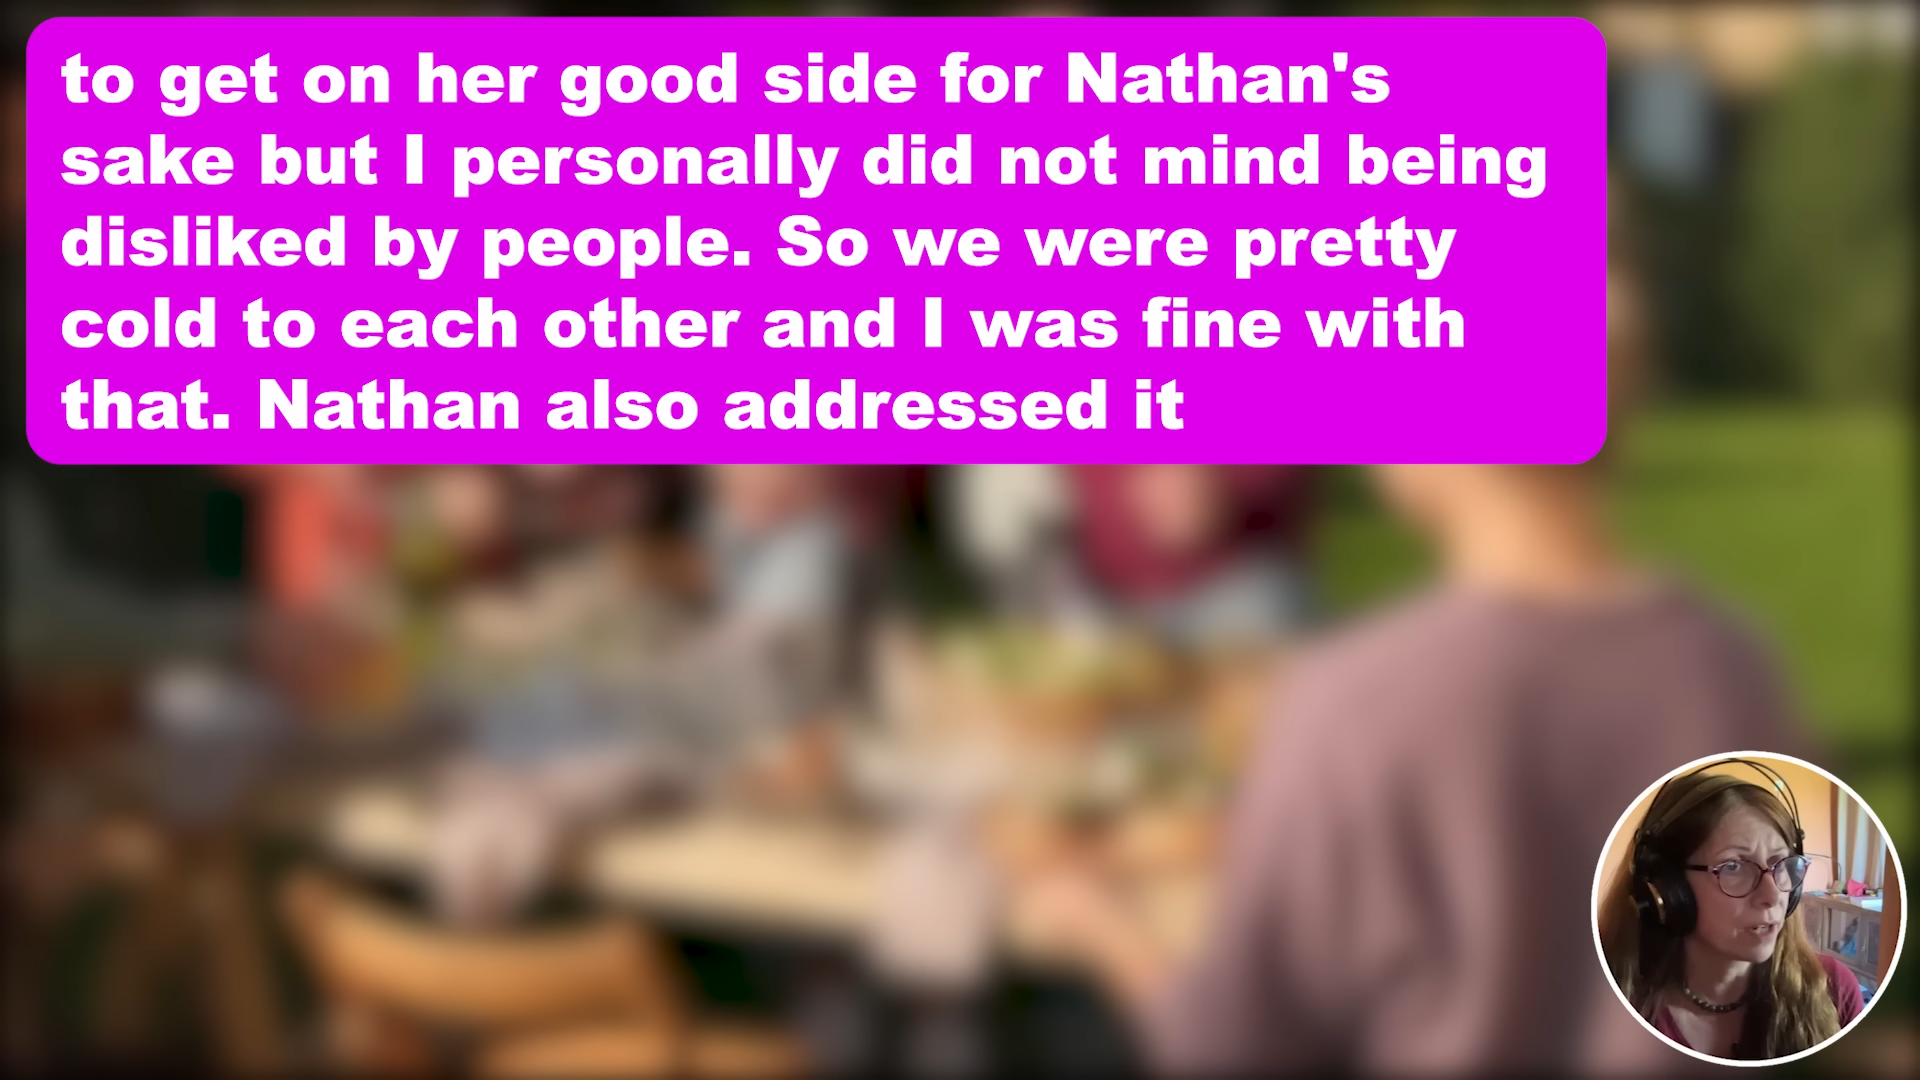 to get on her good side for Nathan's
sake but I personally did not mind being
disliked by people. So we were pretty
cold to each other and I was fine with
that. Nathan also addressed it